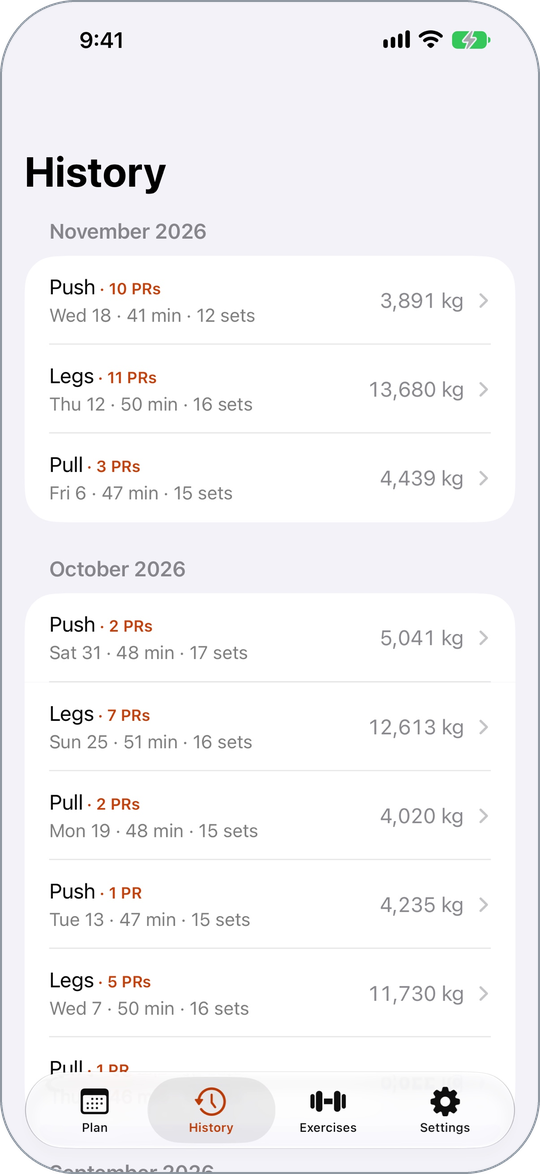 9:41
History
November 2026
Push · 10 PRs
Wed 18 · 41 min · 12 sets
3,891 kg
Legs · 11 PRs
Thu 12 · 50 min · 16 sets
13,680 kg
Pull · 3 PRs
Fri 6 · 47 min · 15 sets
4,439 kg
October 2026
Push · 2 PRs
Sat 31 · 48 min · 17 sets
5,041 kg
Legs · 7 PRs
Sun 25 · 51 min · 16 sets
12,613 kg
Pull · 2 PRs
Mon 19 · 48 min · 15 sets
4,020 kg
Push · 1 PR
Tue 13 · 47 min · 15 sets
4,235 kg
Legs · 5 PRs
Wed 7 · 50 min · 16 sets
11,730 kg
Pull · 1 PR
Plan
History
Exercises
Settings
September 2026